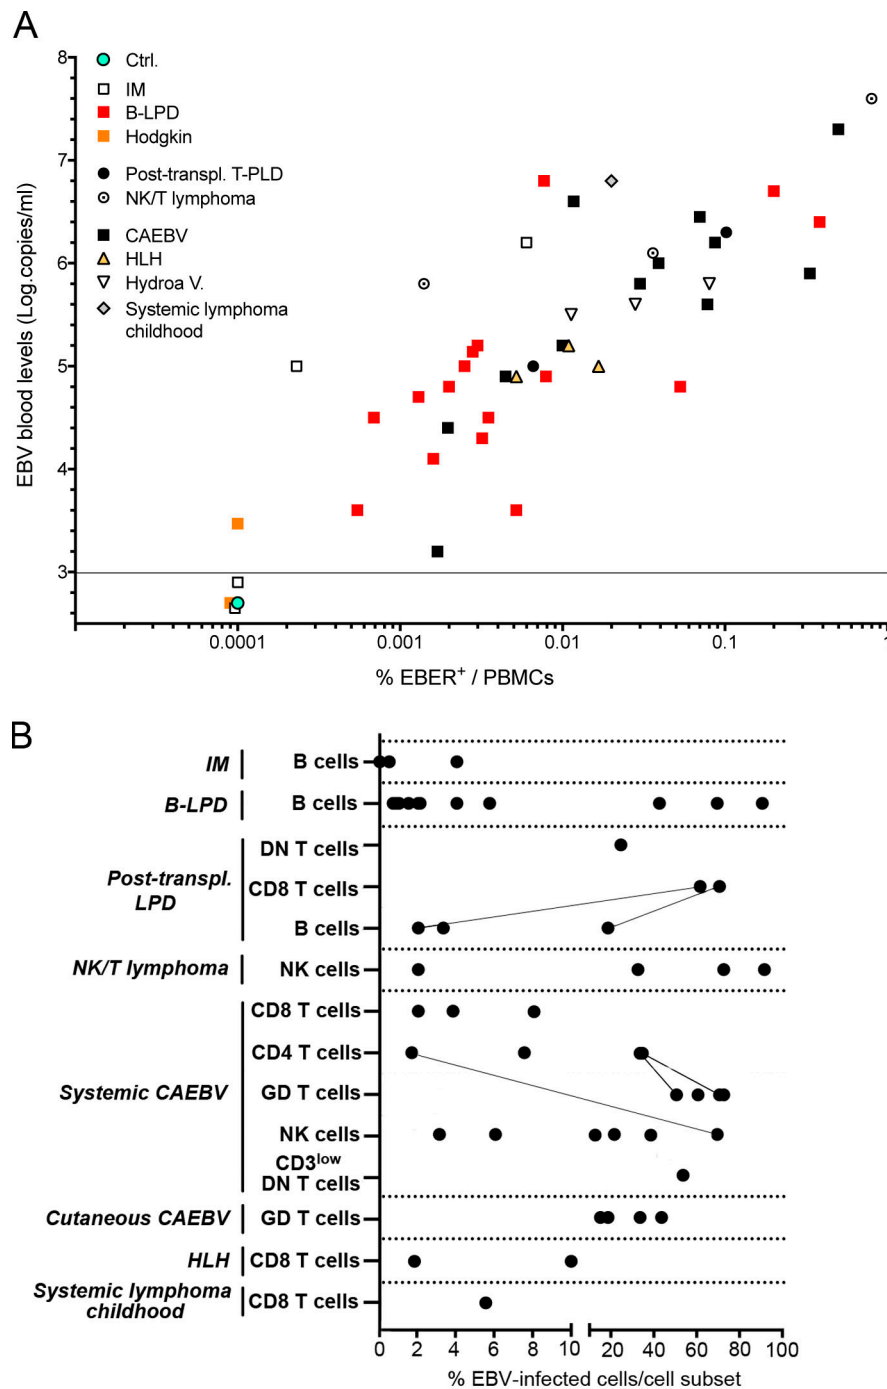 A
8
7
6
5
4
3
EBV blood levels (Log.copies/ml)
Ctrl.
IM
B-LPD
Hodgkin
Post-transpl. T-PLD
NK/T lymphoma
CAEBV
HLH
Hydroa V.
Systemic lymphoma
childhood
0.0001 0.001 0.01 0.1 1
% EBER⁺ / PBMCs
B
IM B cells
B-LPD B cells
Post-transpl.
LPD
DN T cells
CD8 T cells
B cells
NK/T lymphoma NK cells
Systemic CAEBV
CD8 T cells
CD4 T cells
GD T cells
NK cells
CD3low
DN T cells
Cutaneous CAEBV GD T cells
HLH CD8 T cells
Systemic lymphoma
childhood
CD8 T cells
0 2 4 6 8 10 20 40 60 80 100
% EBV-infected cells/cell subset